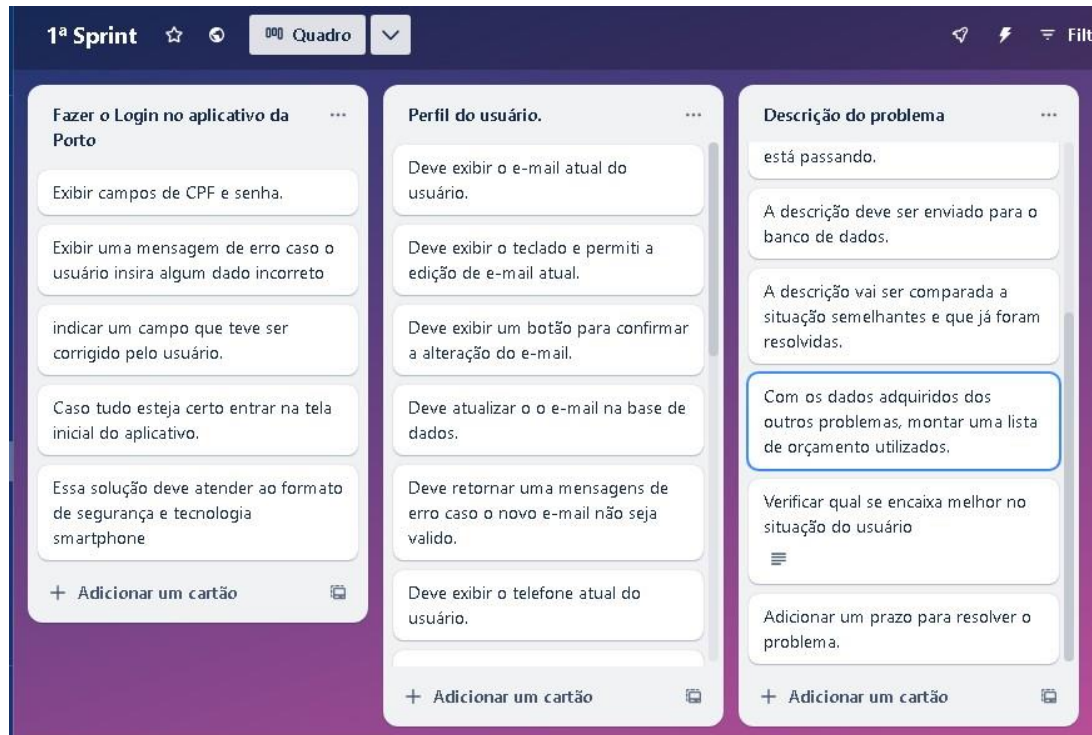 1ª Sprint
Quadro
Filt
Fazer o Login no aplicativo da
Porto
Exibir campos de CPF e senha.
Exibir uma mensagem de erro caso o
usuário insira algum dado incorreto
indicar um campo que teve ser
corrigido pelo usuário.
Caso tudo esteja certo entrar na tela
inicial do aplicativo.
Essa solução deve atender ao formato
de segurança e tecnologia
smartphone
+ Adicionar um cartão
Perfil do usuário.
Deve exibir o e-mail atual do
usuário.
Deve exibir o teclado e permiti a
edição de e-mail atual.
Deve exibir um botão para confirmar
a alteração do e-mail.
Deve atualizar o o e-mail na base de
dados.
Deve retornar uma mensagens de
erro caso o novo e-mail não seja
valido.
Deve exibir o telefone atual do
usuário.
+ Adicionar um cartão
Descrição do problema
está passando.
A descrição deve ser enviado para o
banco de dados.
A descrição vai ser comparada a
situação semelhantes e que já foram
resolvidas.
Com os dados adquiridos dos
outros problemas, montar uma lista
de orçamento utilizados.
Verificar qual se encaixa melhor no
situação do usuário
Adicionar um prazo para resolver o
problema.
+ Adicionar um cartão